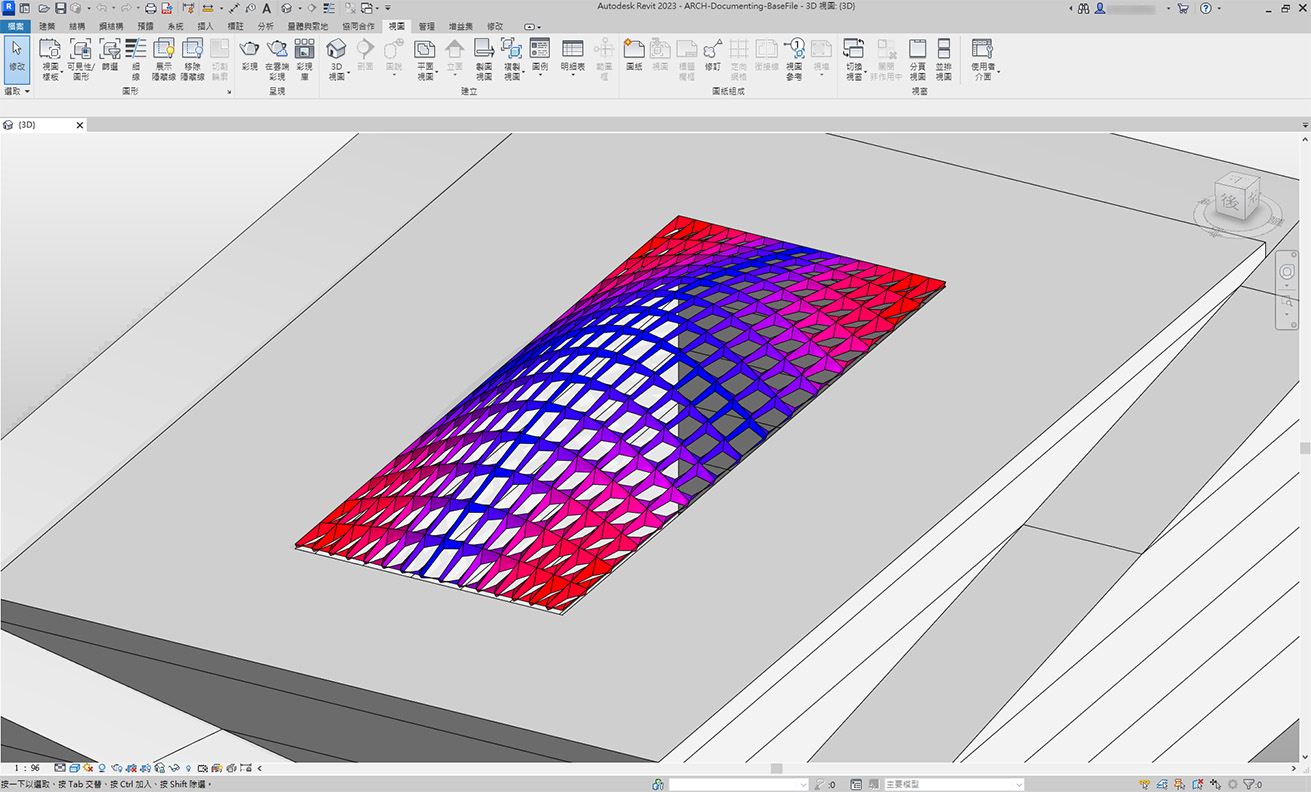 Autodesk Revit 2023 - ARCH-Documenting-BaseFile - 3D 視圖: {3D}
檔案 建築 結構 鋼結構 預鑄 系統 插入 標註 分析 量體與敷地 協同合作 視圖 管理 增益集 修改
修改
視圖樣板
可見性/圖形
篩選
細線
展示隱藏線
移除隱藏線
切割輪廓
彩現
在雲端彩現
彩現庫
3D視圖
剖面
圖說
平面視圖
立面
製圖視圖
複製視圖
圖例
明細表
範圍框
圖紙
視圖
標題欄框
修訂
定向網格
銜接線
視圖參考
視埠
切換視窗
關閉非作用中
分頁視圖
並排視圖
使用者介面
選取 圖形 呈現 建立 圖紙組成 視窗
{3D}
後
1 : 96
按一下以選取、按 Tab 交替、按 Ctrl 加入、按 Shift 除選。
:0
主要模型
:0